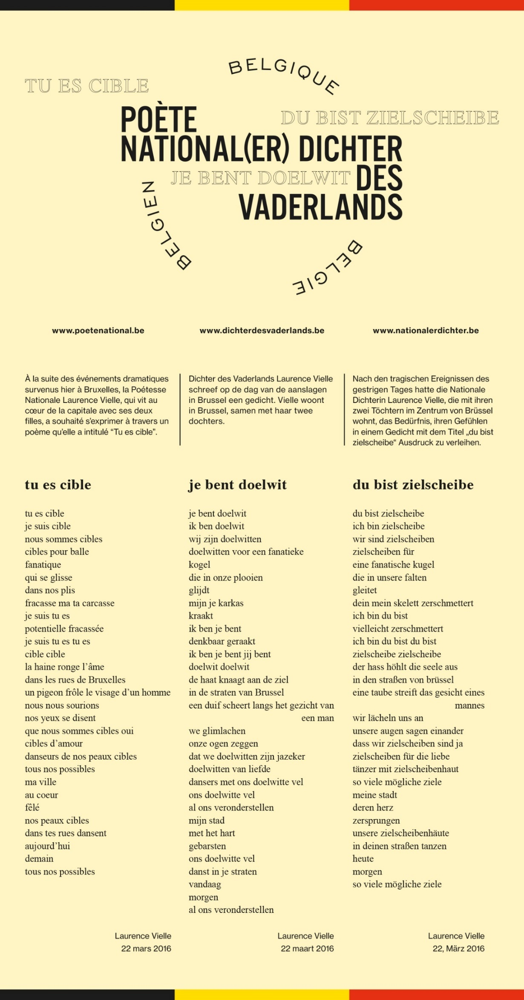 BELGIQUE
TU ES CIBLE
POÈTE
DU BIST ZIELSCHEIBE
NATIONAL(ER) DICHTER
JE BENT DOELWIT DES
VADERLANDS
BELGIEN
BELGIE
www.poetenational.be
www.dichterdesvaderlands.be
www.nationalerdichter.be
À la suite des événements dramatiques
survenus hier à Bruxelles, la Poétesse
Nationale Laurence Vielle, qui vit au
cœur de la capitale avec ses deux
filles, a souhaité s’exprimer à travers un
poème qu’elle a intitulé “Tu es cible”.
Dichter des Vaderlands Laurence Vielle
schreef op de dag van de aanslagen
in Brussel een gedicht. Vielle woont
in Brussel, samen met haar twee
dochters.
Nach den tragischen Ereignissen des
gestrigen Tages hatte die Nationale
Dichterin Laurence Vielle, die mit ihren
zwei Töchtern im Zentrum von Brüssel
wohnt, das Bedürfnis, ihren Gefühlen
in einem Gedicht mit dem Titel „du bist
zielscheibe“ Ausdruck zu verleihen.
tu es cible
tu es cible
je suis cible
nous sommes cibles
cibles pour balle
fanatique
qui se glisse
dans nos plis
fracasse ma ta carcasse
je suis tu es
potentielle fracassée
je suis tu es tu es
cible cible
la haine ronge l’âme
dans les rues de Bruxelles
un pigeon frôle le visage d’un homme
nous nous sourions
nos yeux se disent
que nous sommes cibles oui
cibles d’amour
danseurs de nos peaux cibles
tous nos possibles
ma ville
au coeur
fêlé
nos peaux cibles
dans tes rues dansent
aujourd’hui
demain
tous nos possibles
Laurence Vielle
22 mars 2016
je bent doelwit
je bent doelwit
ik ben doelwit
wij zijn doelwitten
doelwitten voor een fanatieke
kogel
die in onze plooien
glijdt
mijn je karkas
kraakt
ik ben je bent
denkbaar geraakt
ik ben je bent jij bent
doelwit doelwit
de haat knaagt aan de ziel
in de straten van Brussel
een duif scheert langs het gezicht van
een man
we glimlachen
onze ogen zeggen
dat we doelwitten zijn jazeker
doelwitten van liefde
dansers met ons doelwitte vel
ons doelwitte vel
al ons veronderstellen
mijn stad
met het hart
gebarsten
ons doelwitte vel
danst in je straten
vandaag
morgen
al ons veronderstellen
Laurence Vielle
22 maart 2016
du bist zielscheibe
du bist zielscheibe
ich bin zielscheibe
wir sind zielscheiben
zielscheiben für
eine fanatische kugel
die in unsere falten
gleitet
dein mein skelett zerschmettert
ich bin du bist
vielleicht zerschmettert
ich bin du bist du bist
zielscheibe zielscheibe
der hass höhlt die seele aus
in den straßen von brüssel
eine taube streift das gesicht eines
mannes
wir lächeln uns an
unsere augen sagen einander
dass wir zielscheiben sind ja
zielscheiben für die liebe
tänzer mit zielscheibenhaut
so viele mögliche ziele
meine stadt
deren herz
zersprungen
unsere zielscheibenhäute
in deinen straßen tanzen
heute
morgen
so viele mögliche ziele
Laurence Vielle
22, März 2016